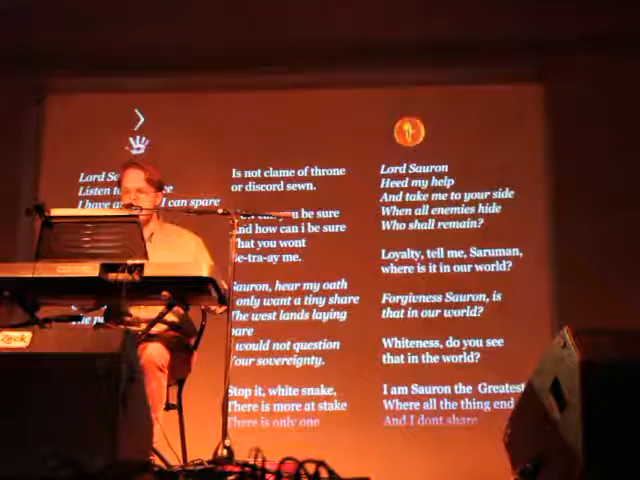 Lord
Listen
I have I can spare
Is not clame of throne
or discord sewn.
be sure
And how can i be sure
That you wont
Be-tra-ay me.
Sauron, hear my oath
only want a tiny share
The west lands laying
would not question
Your sovereignty.
Stop it, white snake,
There is more at stake
There is only one
Lord Sauron
Heed my help
And take me to your side
When all enemies hide
Who shall remain?
Loyalty, tell me, Saruman,
where is it in our world?
Forgivness Sauron, is
that in our world?
Whiteness, do you see
that in the world?
I am Sauron the Greatest
Where all the thing end
And I dont share